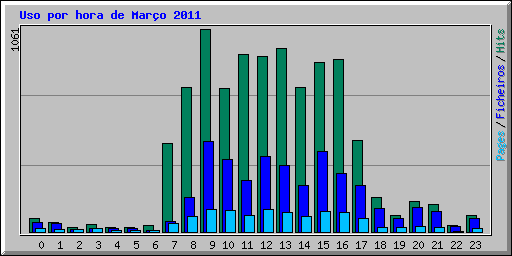 Uso por hora de Março 2011
1061
Pages / Ficheiros / Hits
0 1 2 3 4 5 6 7 8 9 10 11 12 13 14 15 16 17 18 19 20 21 22 23